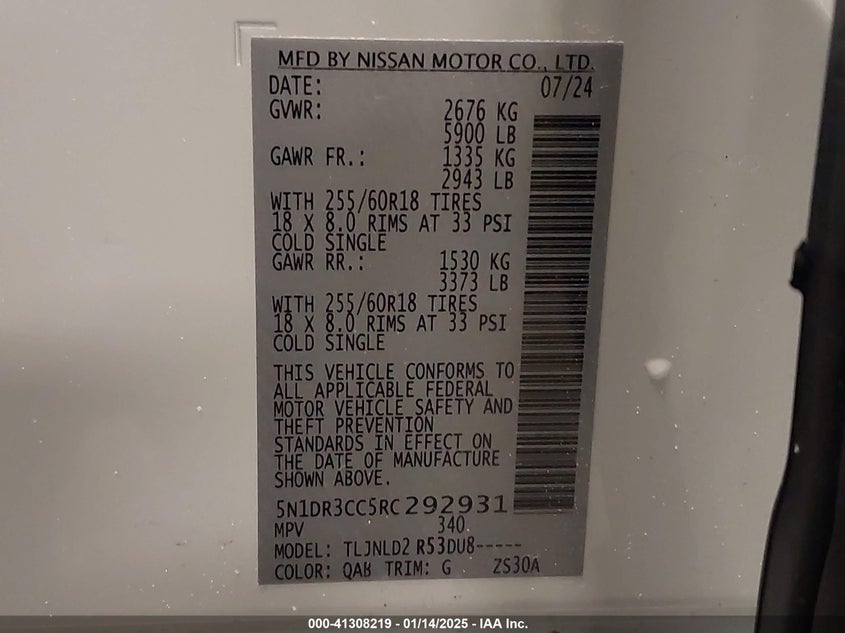 MFD BY NISSAN MOTOR CO., LTD.
DATE: 07/24
GVWR: 2676 KG
5900 LB
GAWR FR.: 1335 KG
2943 LB
WITH 255/60R18 TIRES
18 X 8.0 RIMS AT 33 PSI
COLD SINGLE
GAWR RR.: 1530 KG
3373 LB
WITH 255/60R18 TIRES
18 X 8.0 RIMS AT 33 PSI
COLD SINGLE
THIS VEHICLE CONFORMS TO
ALL APPLICABLE FEDERAL
MOTOR VEHICLE SAFETY AND
THEFT PREVENTION
STANDARDS IN EFFECT ON
THE DATE OF MANUFACTURE
SHOWN ABOVE.
5N1DR3CC5RC292931
MPV 340
MODEL: TLJNLD2 R53DU8-----
COLOR: QAB TRIM: G ZS30A
000-41308219 - 01/14/2025 - IAA Inc.